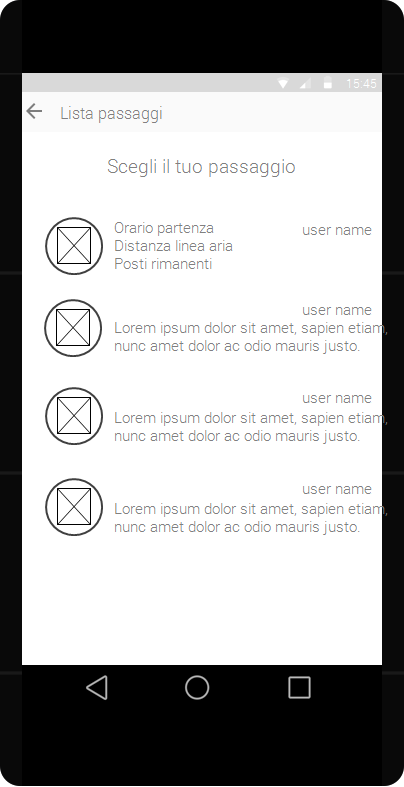 15:45
Lista passaggi
Scegli il tuo passaggio
Orario partenza
user name
Distanza linea aria
Posti rimanenti
user name
Lorem ipsum dolor sit amet, sapien etiam,
nunc amet dolor ac odio mauris justo.
user name
Lorem ipsum dolor sit amet, sapien etiam,
nunc amet dolor ac odio mauris justo.
user name
Lorem ipsum dolor sit amet, sapien etiam,
nunc amet dolor ac odio mauris justo.